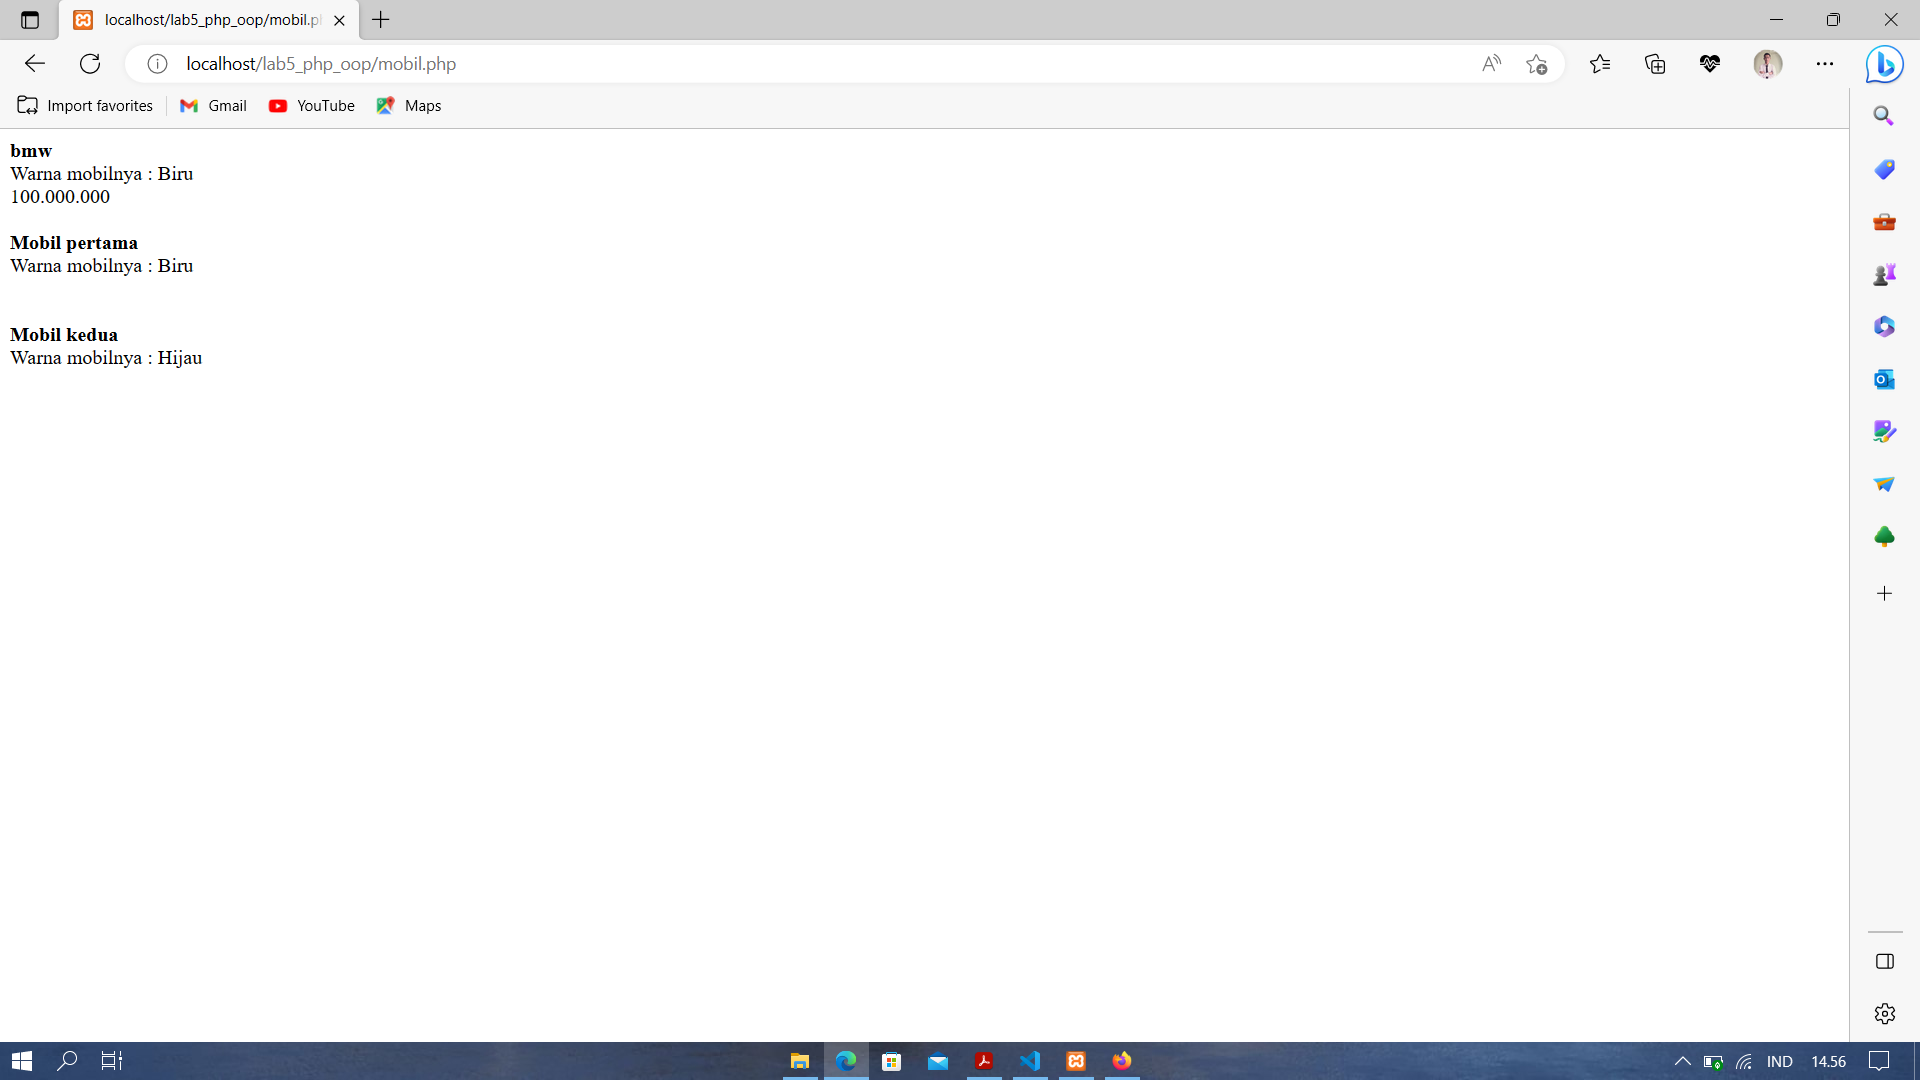 localhost/lab5_php_oop/mobil.p
localhost/lab5_php_oop/mobil.php
Import favorites
Gmail
YouTube
Maps
bmw
Warna mobilnya : Biru
100.000.000
Mobil pertama
Warna mobilnya : Biru
Mobil kedua
Warna mobilnya : Hijau
IND
14.56